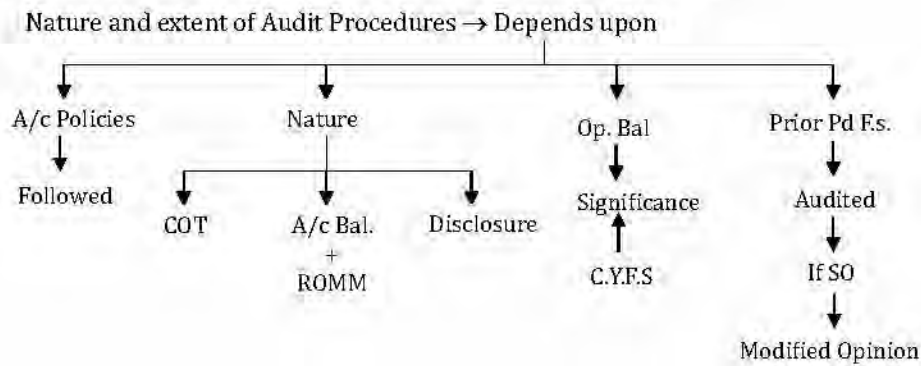 Nature and extent of Audit Procedures → Depends upon
A/c Policies
Nature
Op. Bal
Prior Pd F.s.
Followed
COT
A/c Bal.
+
ROMM
Disclosure
Significance
C.Y.F.S
Audited
If SO
Modified Opinion